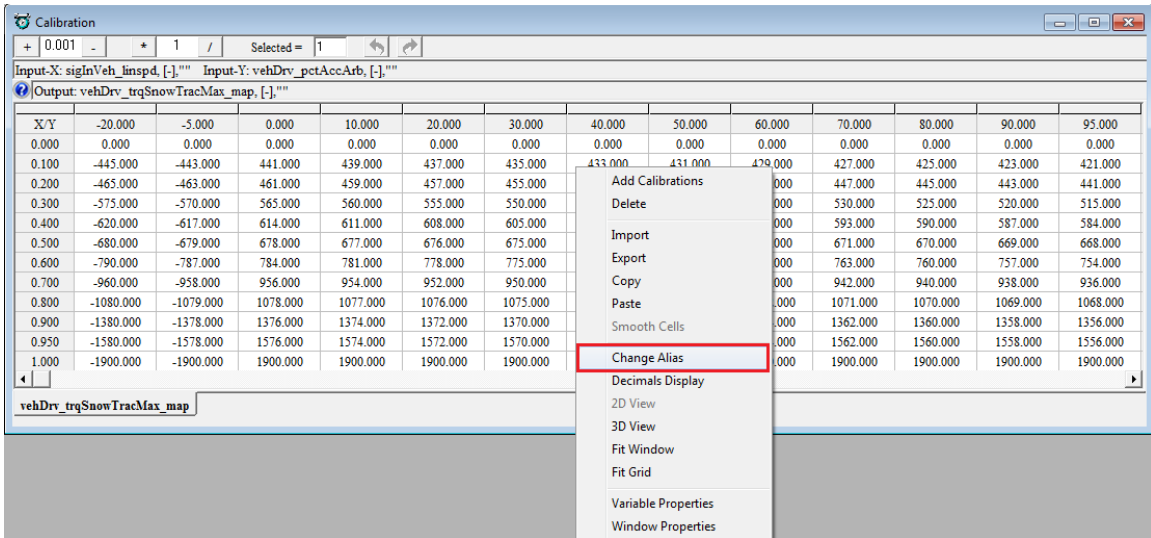 Calibration
+ 0.001 - * 1 / Selected = 1
Input-X: sigInVeh_linspd, [-],"" Input-Y: vehDrv_pctAccArb, [-],""
Output: vehDrv_trqSnowTracMax_map, [-],""
X/Y -20.000 -5.000 0.000 10.000 20.000 30.000 40.000 50.000 60.000 70.000 80.000 90.000 95.000
0.000 0.000 0.000 0.000 0.000 0.000 0.000 0.000 0.000 0.000 0.000 0.000 0.000 0.000
0.100 -445.000 -443.000 441.000 439.000 437.000 435.000 433.000 431.000 429.000 427.000 425.000 423.000 421.000
0.200 -465.000 -463.000 461.000 459.000 457.000 455.000 Add Calibrations 000 447.000 445.000 443.000 441.000
0.300 -575.000 -570.000 565.000 560.000 555.000 550.000 Delete 000 530.000 525.000 520.000 515.000
0.400 -620.000 -617.000 614.000 611.000 608.000 605.000 000 593.000 590.000 587.000 584.000
0.500 -680.000 -679.000 678.000 677.000 676.000 675.000 Import 000 671.000 670.000 669.000 668.000
0.600 -790.000 -787.000 784.000 781.000 778.000 775.000 Export 000 763.000 760.000 757.000 754.000
0.700 -960.000 -958.000 956.000 954.000 952.000 950.000 Copy 000 942.000 940.000 938.000 936.000
0.800 -1080.000 -1079.000 1078.000 1077.000 1076.000 1075.000 Paste .000 1071.000 1070.000 1069.000 1068.000
0.900 -1380.000 -1378.000 1376.000 1374.000 1372.000 1370.000 Smooth Cells .000 1362.000 1360.000 1358.000 1356.000
0.950 -1580.000 -1578.000 1576.000 1574.000 1572.000 1570.000 .000 1562.000 1560.000 1558.000 1556.000
1.000 -1900.000 -1900.000 1900.000 1900.000 1900.000 1900.000 Change Alias .000 1900.000 1900.000 1900.000 1900.000
Decimals Display
vehDrv_trqSnowTracMax_map 2D View
3D View
Fit Window
Fit Grid
Variable Properties
Window Properties